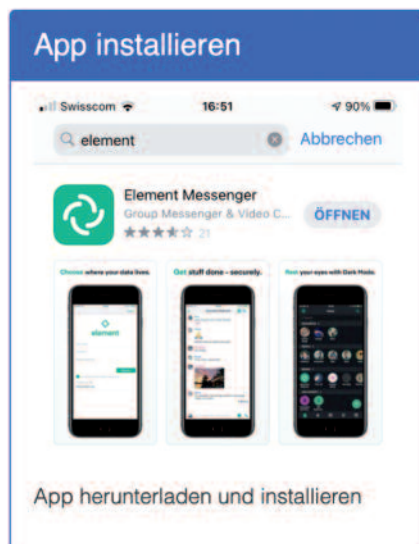 App installieren
Swisscom 16:51 90%
element Abbrechen
Element Messenger
Group Messenger & Video C...
ÖFFNEN
21
Choose where your data lives.
Get stuff done – securely.
Rest your eyes with Dark Mode.
element
App herunterladen und installieren